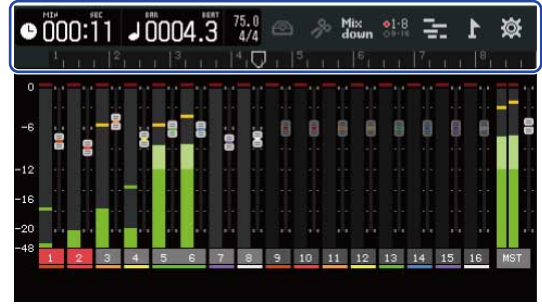 MIN SEC BAR BEAT
00:11 0004.3 75.0 4/4 Mix down 1-8 9-16
1 2 3 4 5 6 7 8
0
-6
-12
-16
-20
-48
1 2 3 4 5 6 7 8 9 10 11 12 13 14 15 16 MST